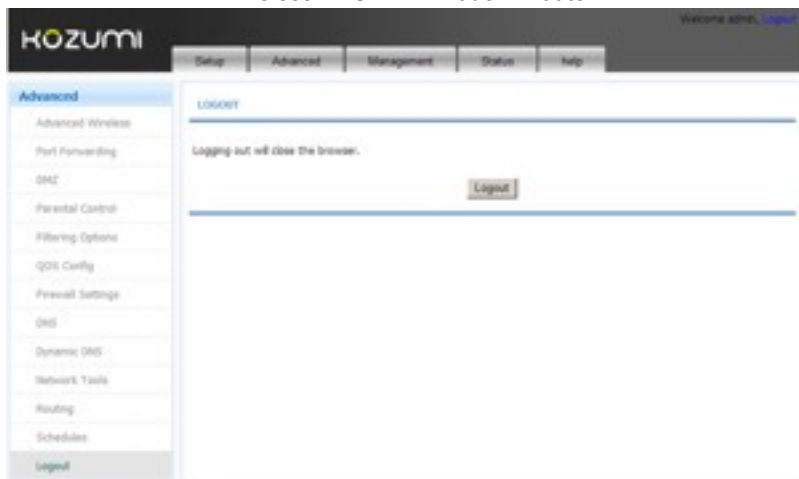 Welcome admin, Logout
KOZUMI
Setup
Advanced
Management
Status
help
Advanced
LOGOUT
Advanced Wireless
Port Forwarding
Logging out will close the browser.
DMZ
Logout
Parental Control
Filtering Options
QOS Config
Firewall Settings
DNS
Dynamic DNS
Network Tools
Routing
Schedules
Logout